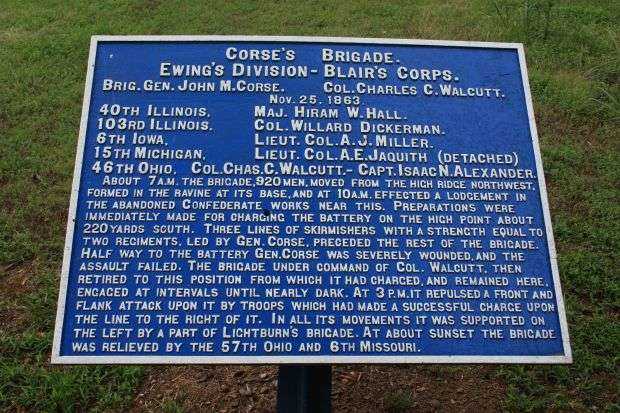 Corse's Brigade.
Ewing's Division - Blair's Corps.
Brig. Gen. John M. Corse. Col. Charles C. Walcutt.
Nov. 25, 1863
40th Illinois, Maj. Hiram W. Hall.
103rd Illinois. Col. Willard Dickerman.
6th Iowa, Lieut. Col. A. J. Miller.
15th Michigan, Lieut. Col. A. E. Jaquith (detached)
46th Ohio, Col. Chas. C. Walcutt. - Capt. Isaac N. Alexander.
About 7 A.M. the brigade, 920 men, moved from the high ridge northwest,
formed in the ravine at its base, and at 10 A.M. effected a lodgement in
the abandoned Confederate works near this. Preparations were
immediately made for charging the battery on the high point about
220 yards south. Three lines of skirmishers with a strength equal to
two regiments, led by Gen. Corse, preceded the rest of the brigade.
Half way to the battery Gen. Corse was severely wounded, and the
assault failed. The brigade under command of Col. Walcutt, then
retired to this position from which it had charged, and remained here,
engaged at intervals until nearly dark. At 3 P.M. it repulsed a front and
flank attack upon it by troops which had made a successful charge upon
the line to the right of it. In all its movements it was supported on
the left by a part of Lightburn's brigade. At about sunset the brigade
was relieved by the 57th Ohio and 6th Missouri.